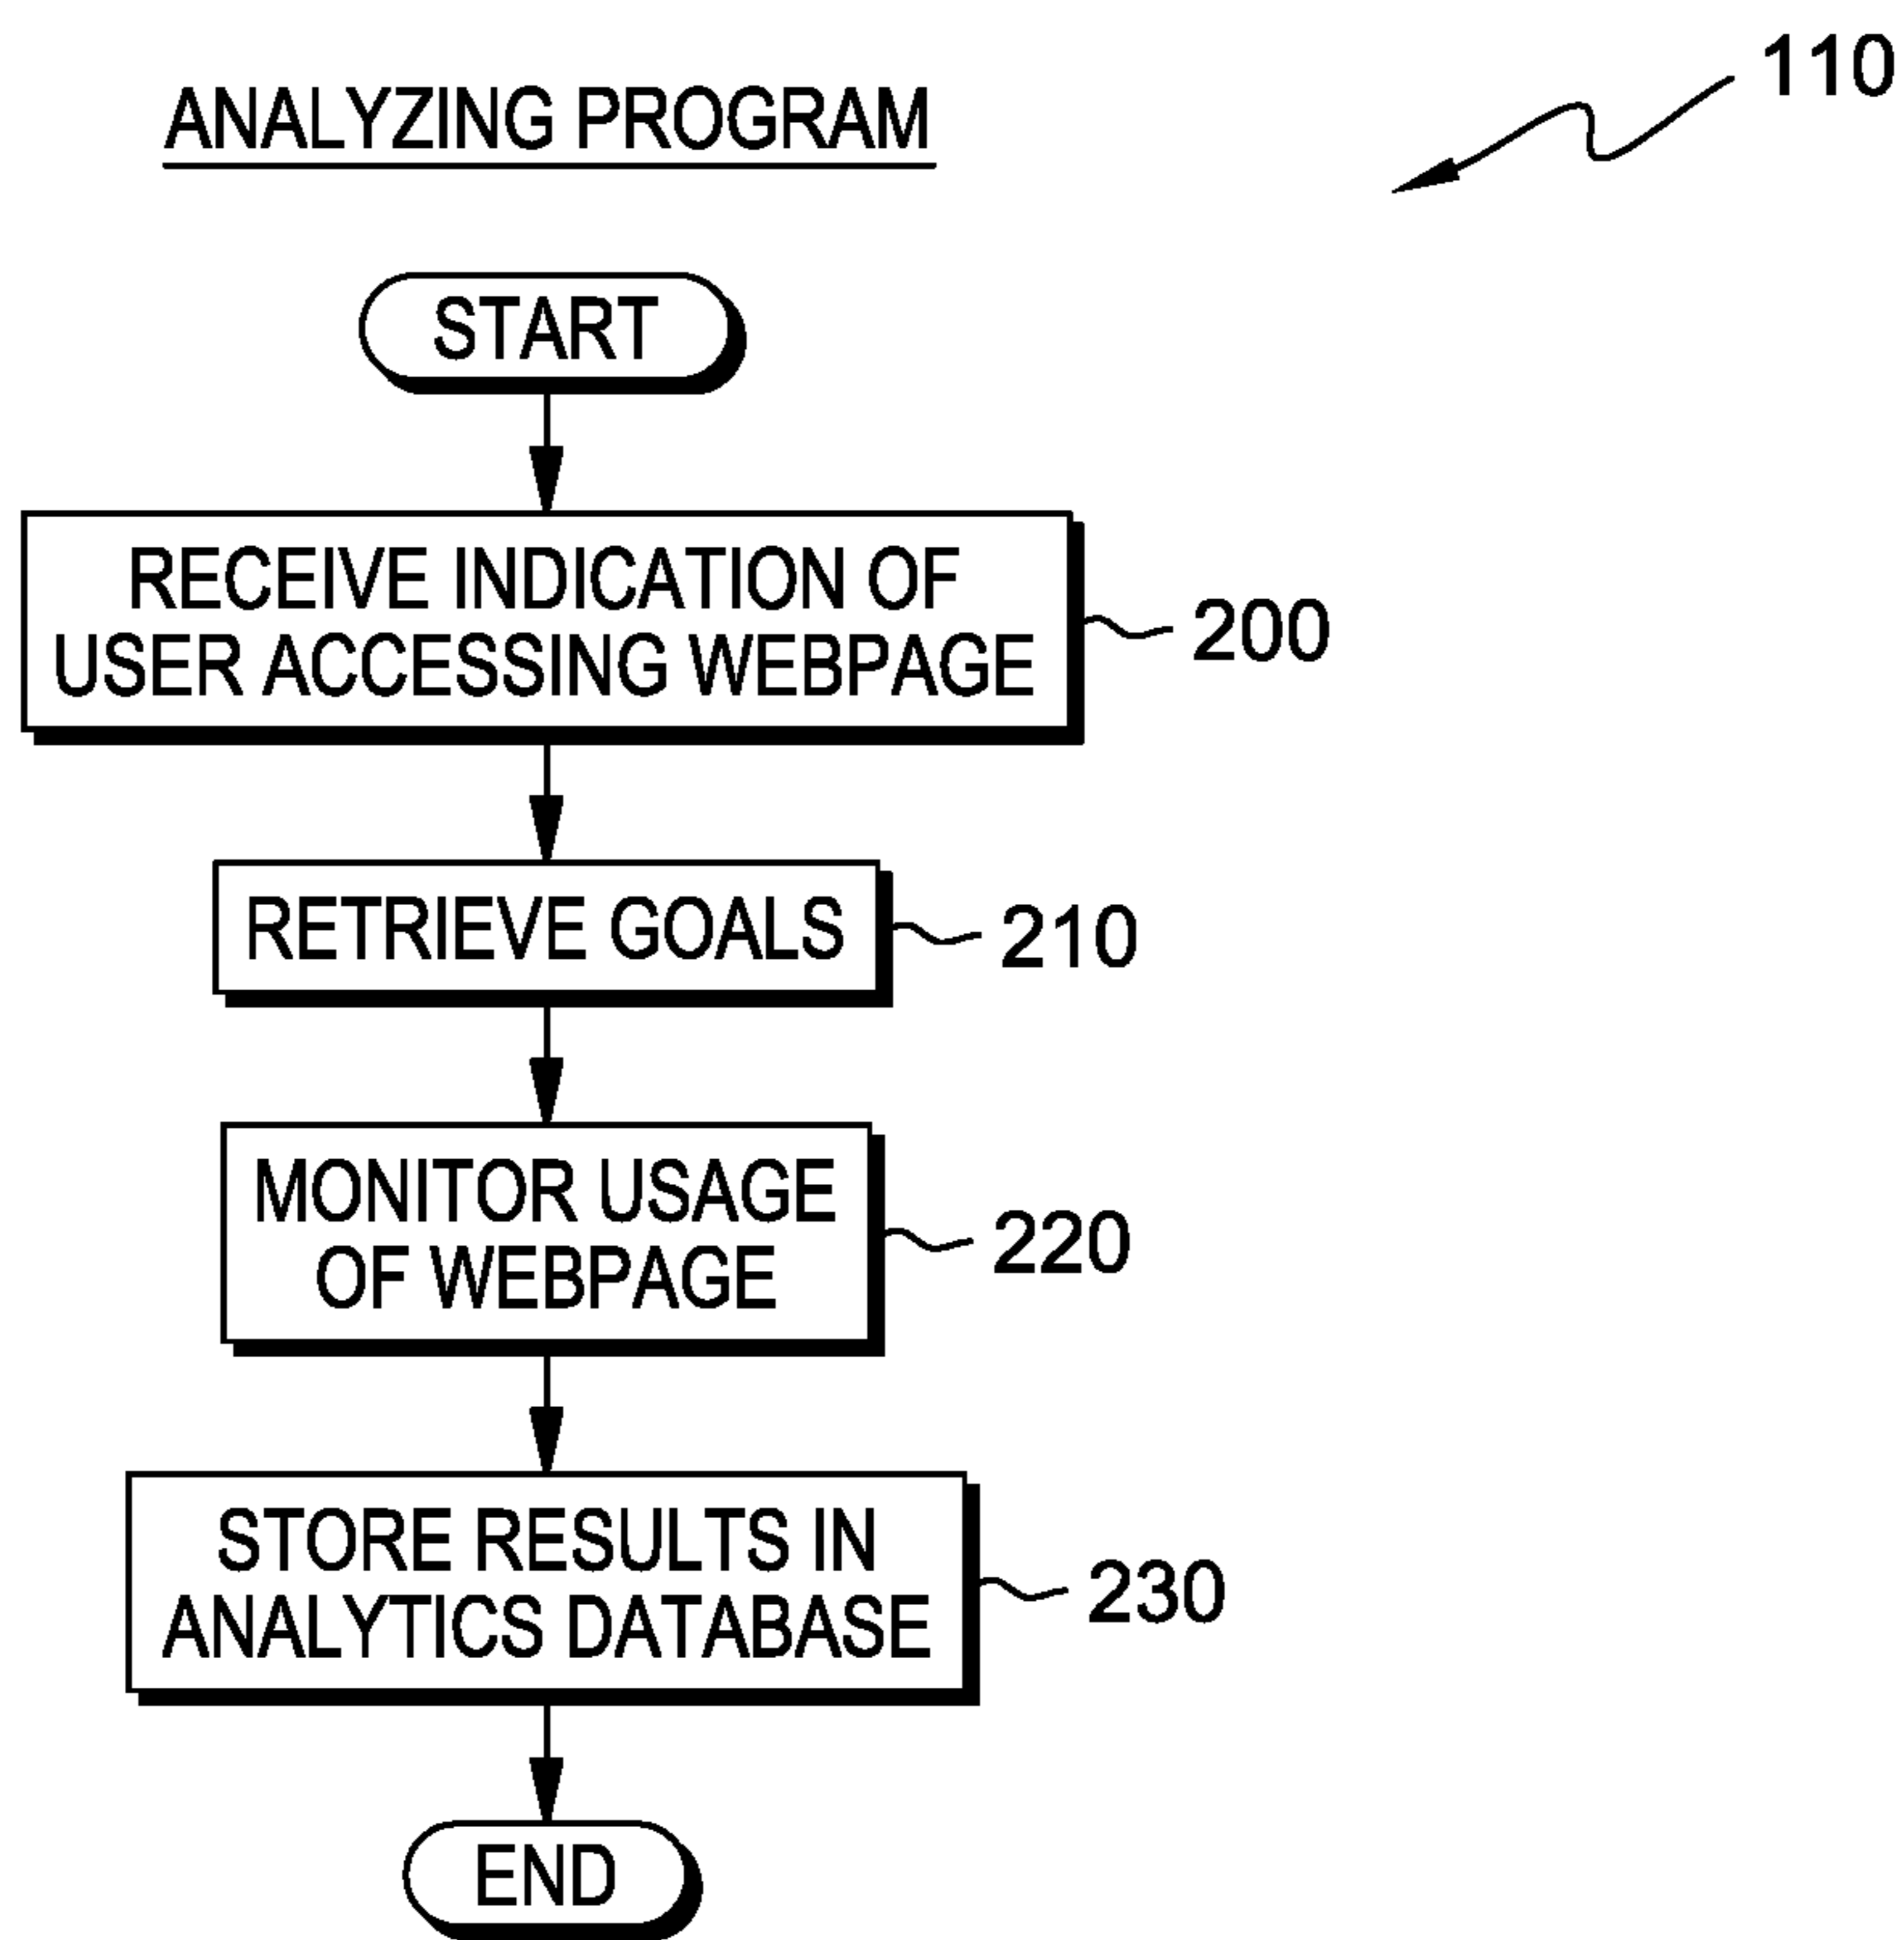 110
ANALYZING PROGRAM
START
RECEIVE INDICATION OF
USER ACCESSING WEBPAGE
200
RETRIEVE GOALS
210
MONITOR USAGE
OF WEBPAGE
220
STORE RESULTS IN
ANALYTICS DATABASE
230
END